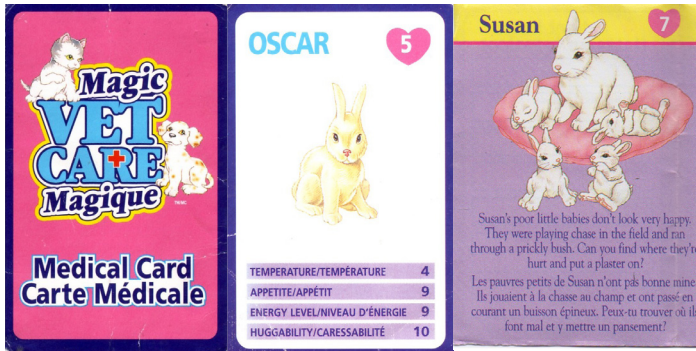 Magic
VET
CARE
Magique
Medical Card
Carte Médicale
OSCAR 5
TEMPERATURE/TEMPÉRATURE 4
APPETITE/APPÉTIT 9
ENERGY LEVEL/NIVEAU D'ÉNERGIE 9
HUGGABILITY/CARESSABILITÉ 10
Susan 7
Susan's poor little babies don't look very happy.
They were playing chase in the field and ran
through a prickly bush. Can you find where they're
hurt and put a plaster on?
Les pauvres petits de Susan n'ont pas bonne mine.
Ils jouaient à la chasse au champ et ont passé en
courant un buisson épineux. Peux-tu trouver où ils
font mal et y mettre un pansement?